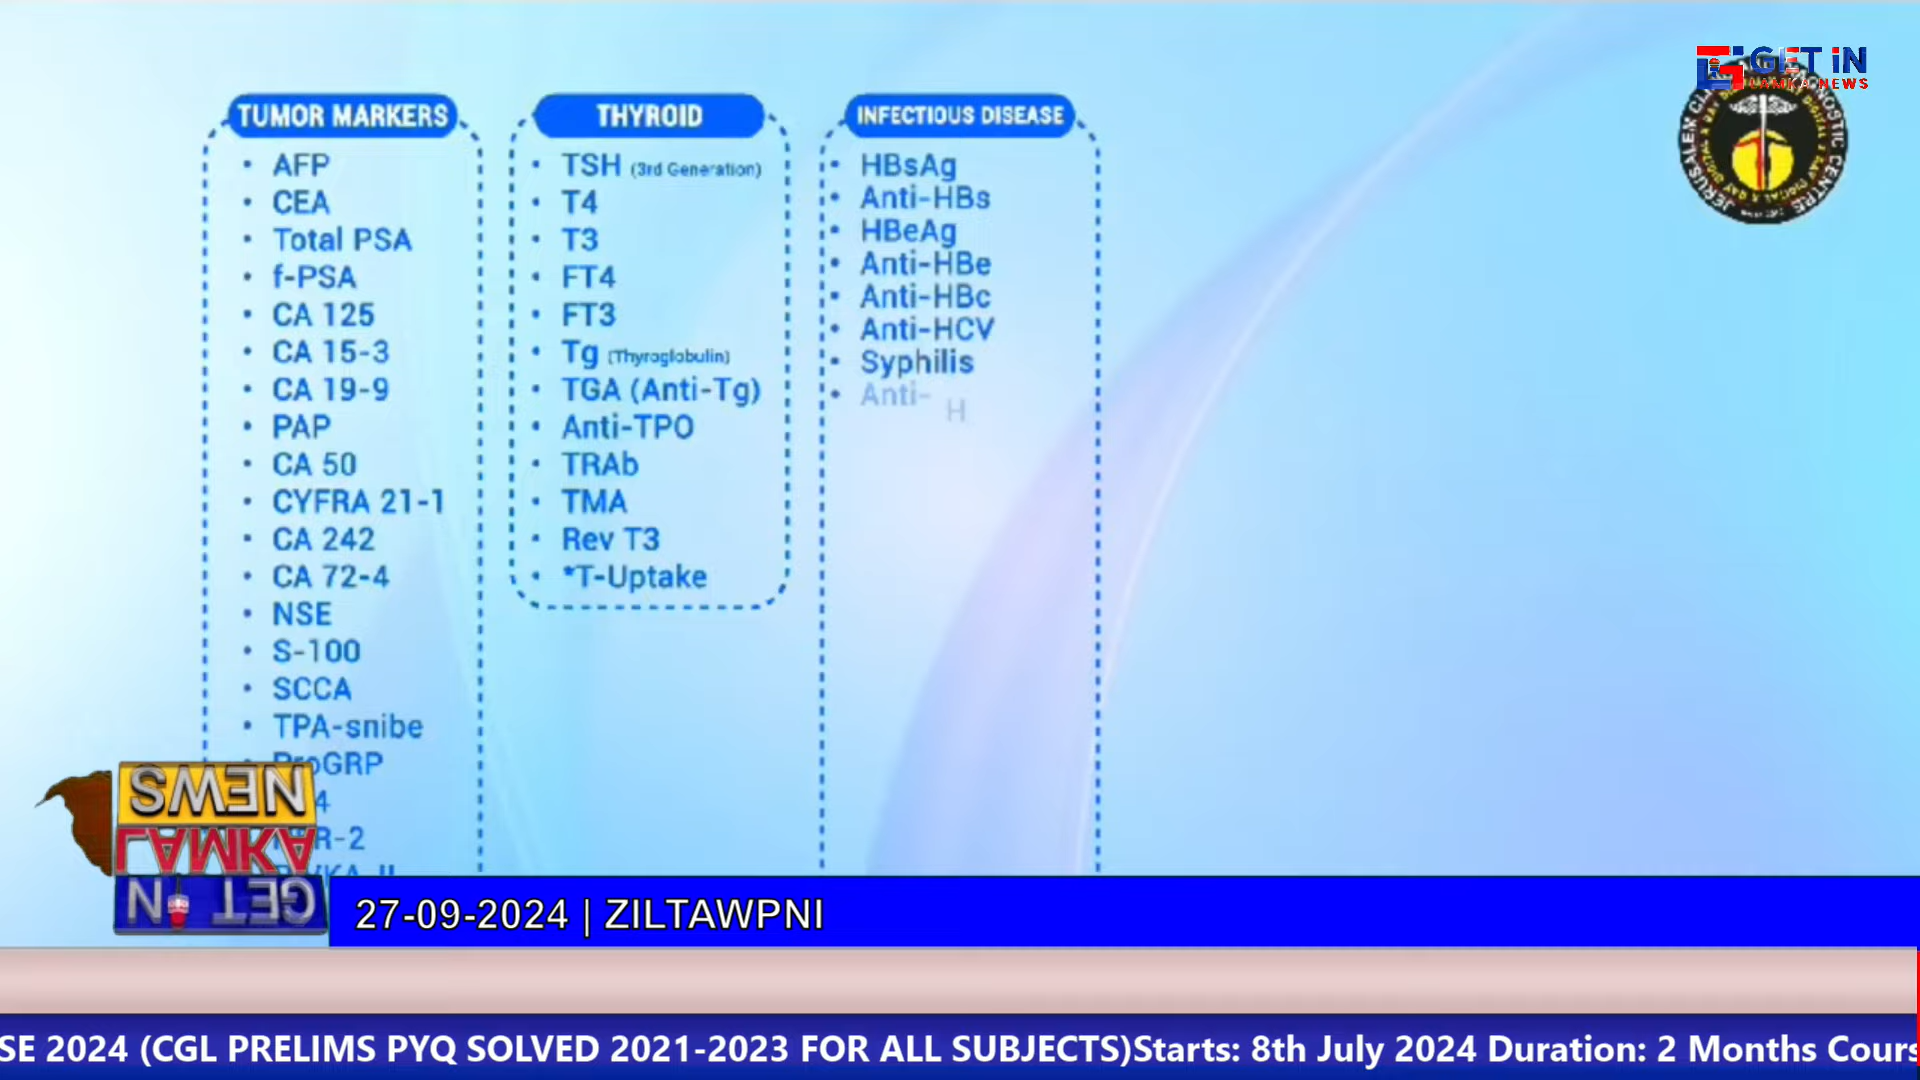 GET iN
LAMKA NEWS
TUMOR MARKERS
AFP
CEA
Total PSA
f-PSA
CA 125
CA 15-3
CA 19-9
PAP
CA 50
CYFRA 21-1
CA 242
CA 72-4
NSE
S-100
SCCA
TPA-snibe
ProGRP
THYROID
TSH (3rd Generation)
T4
T3
FT4
FT3
Tg (Thyroglobulin)
TGA (Anti-Tg)
Anti-TPO
TRAb
TMA
Rev T3
*T-Uptake
INFECTIOUS DISEASE
HBsAg
Anti-HBs
HBeAg
Anti-HBe
Anti-HBc
Anti-HCV
Syphilis
Anti- H
NEWS
LAMKA
GET IN
27-09-2024 | ZILTAWPNI
SE 2024 (CGL PRELIMS PYQ SOLVED 2021-2023 FOR ALL SUBJECTS)Starts: 8th July 2024 Duration: 2 Months Cours